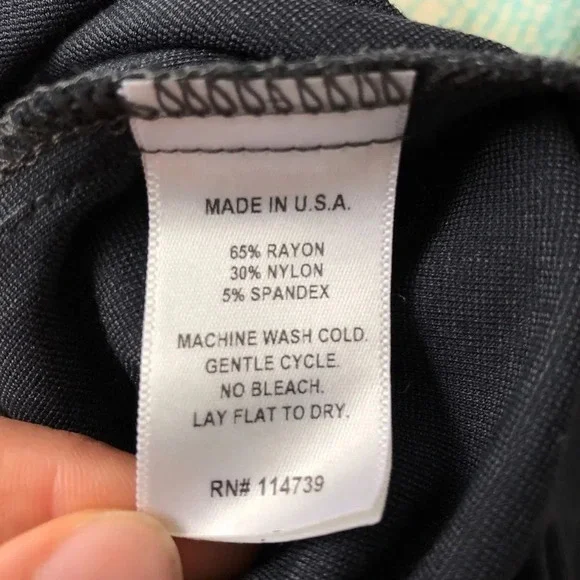 MADE IN U.S.A.
65% RAYON
30% NYLON
5% SPANDEX
MACHINE WASH COLD.
GENTLE CYCLE.
NO BLEACH.
LAY FLAT TO DRY.
RN# 114739